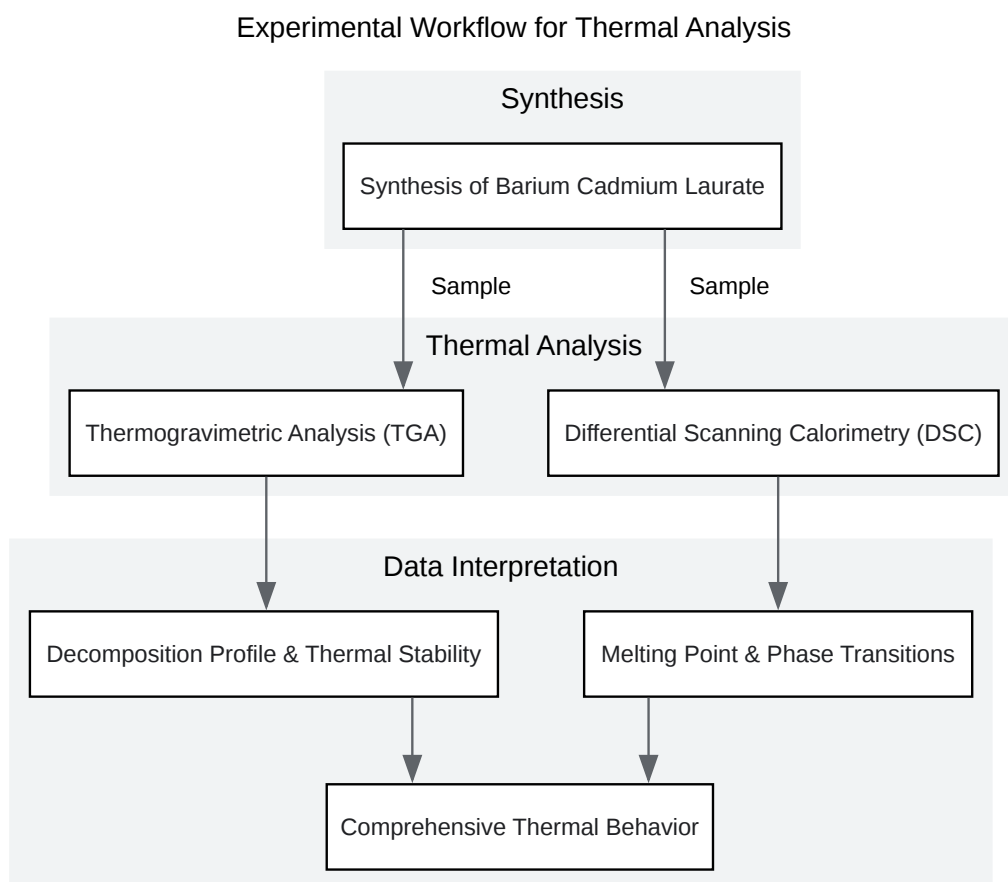 Experimental Workflow for Thermal Analysis
Synthesis
Synthesis of Barium Cadmium Laurate
Sample
Sample
Thermal Analysis
Thermogravimetric Analysis (TGA)
Differential Scanning Calorimetry (DSC)
Data Interpretation
Decomposition Profile & Thermal Stability
Melting Point & Phase Transitions
Comprehensive Thermal Behavior